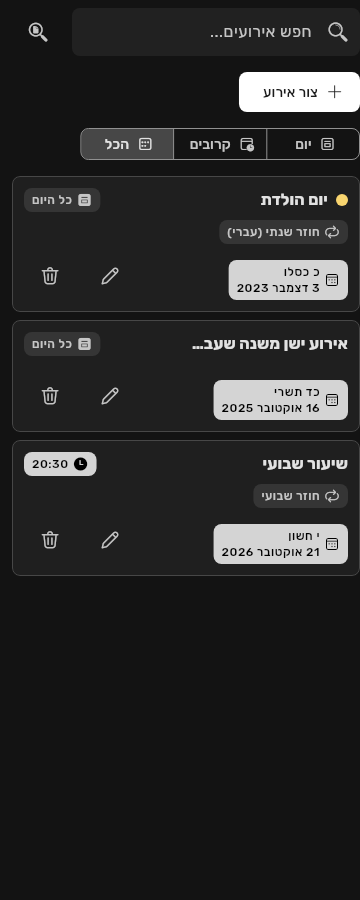 חפש אירועים...
צור אירוע
יום
קרובים
הכל
יום הולדת
כל היום
חוזר שנתי (עברי)
כ כסלו
3 דצמבר 2023
אירוע ישן משנה שעב...
כל היום
כד תשרי
16 אוקטובר 2025
שיעור שבועי
20:30
חוזר שבועי
י חשון
21 אוקטובר 2026